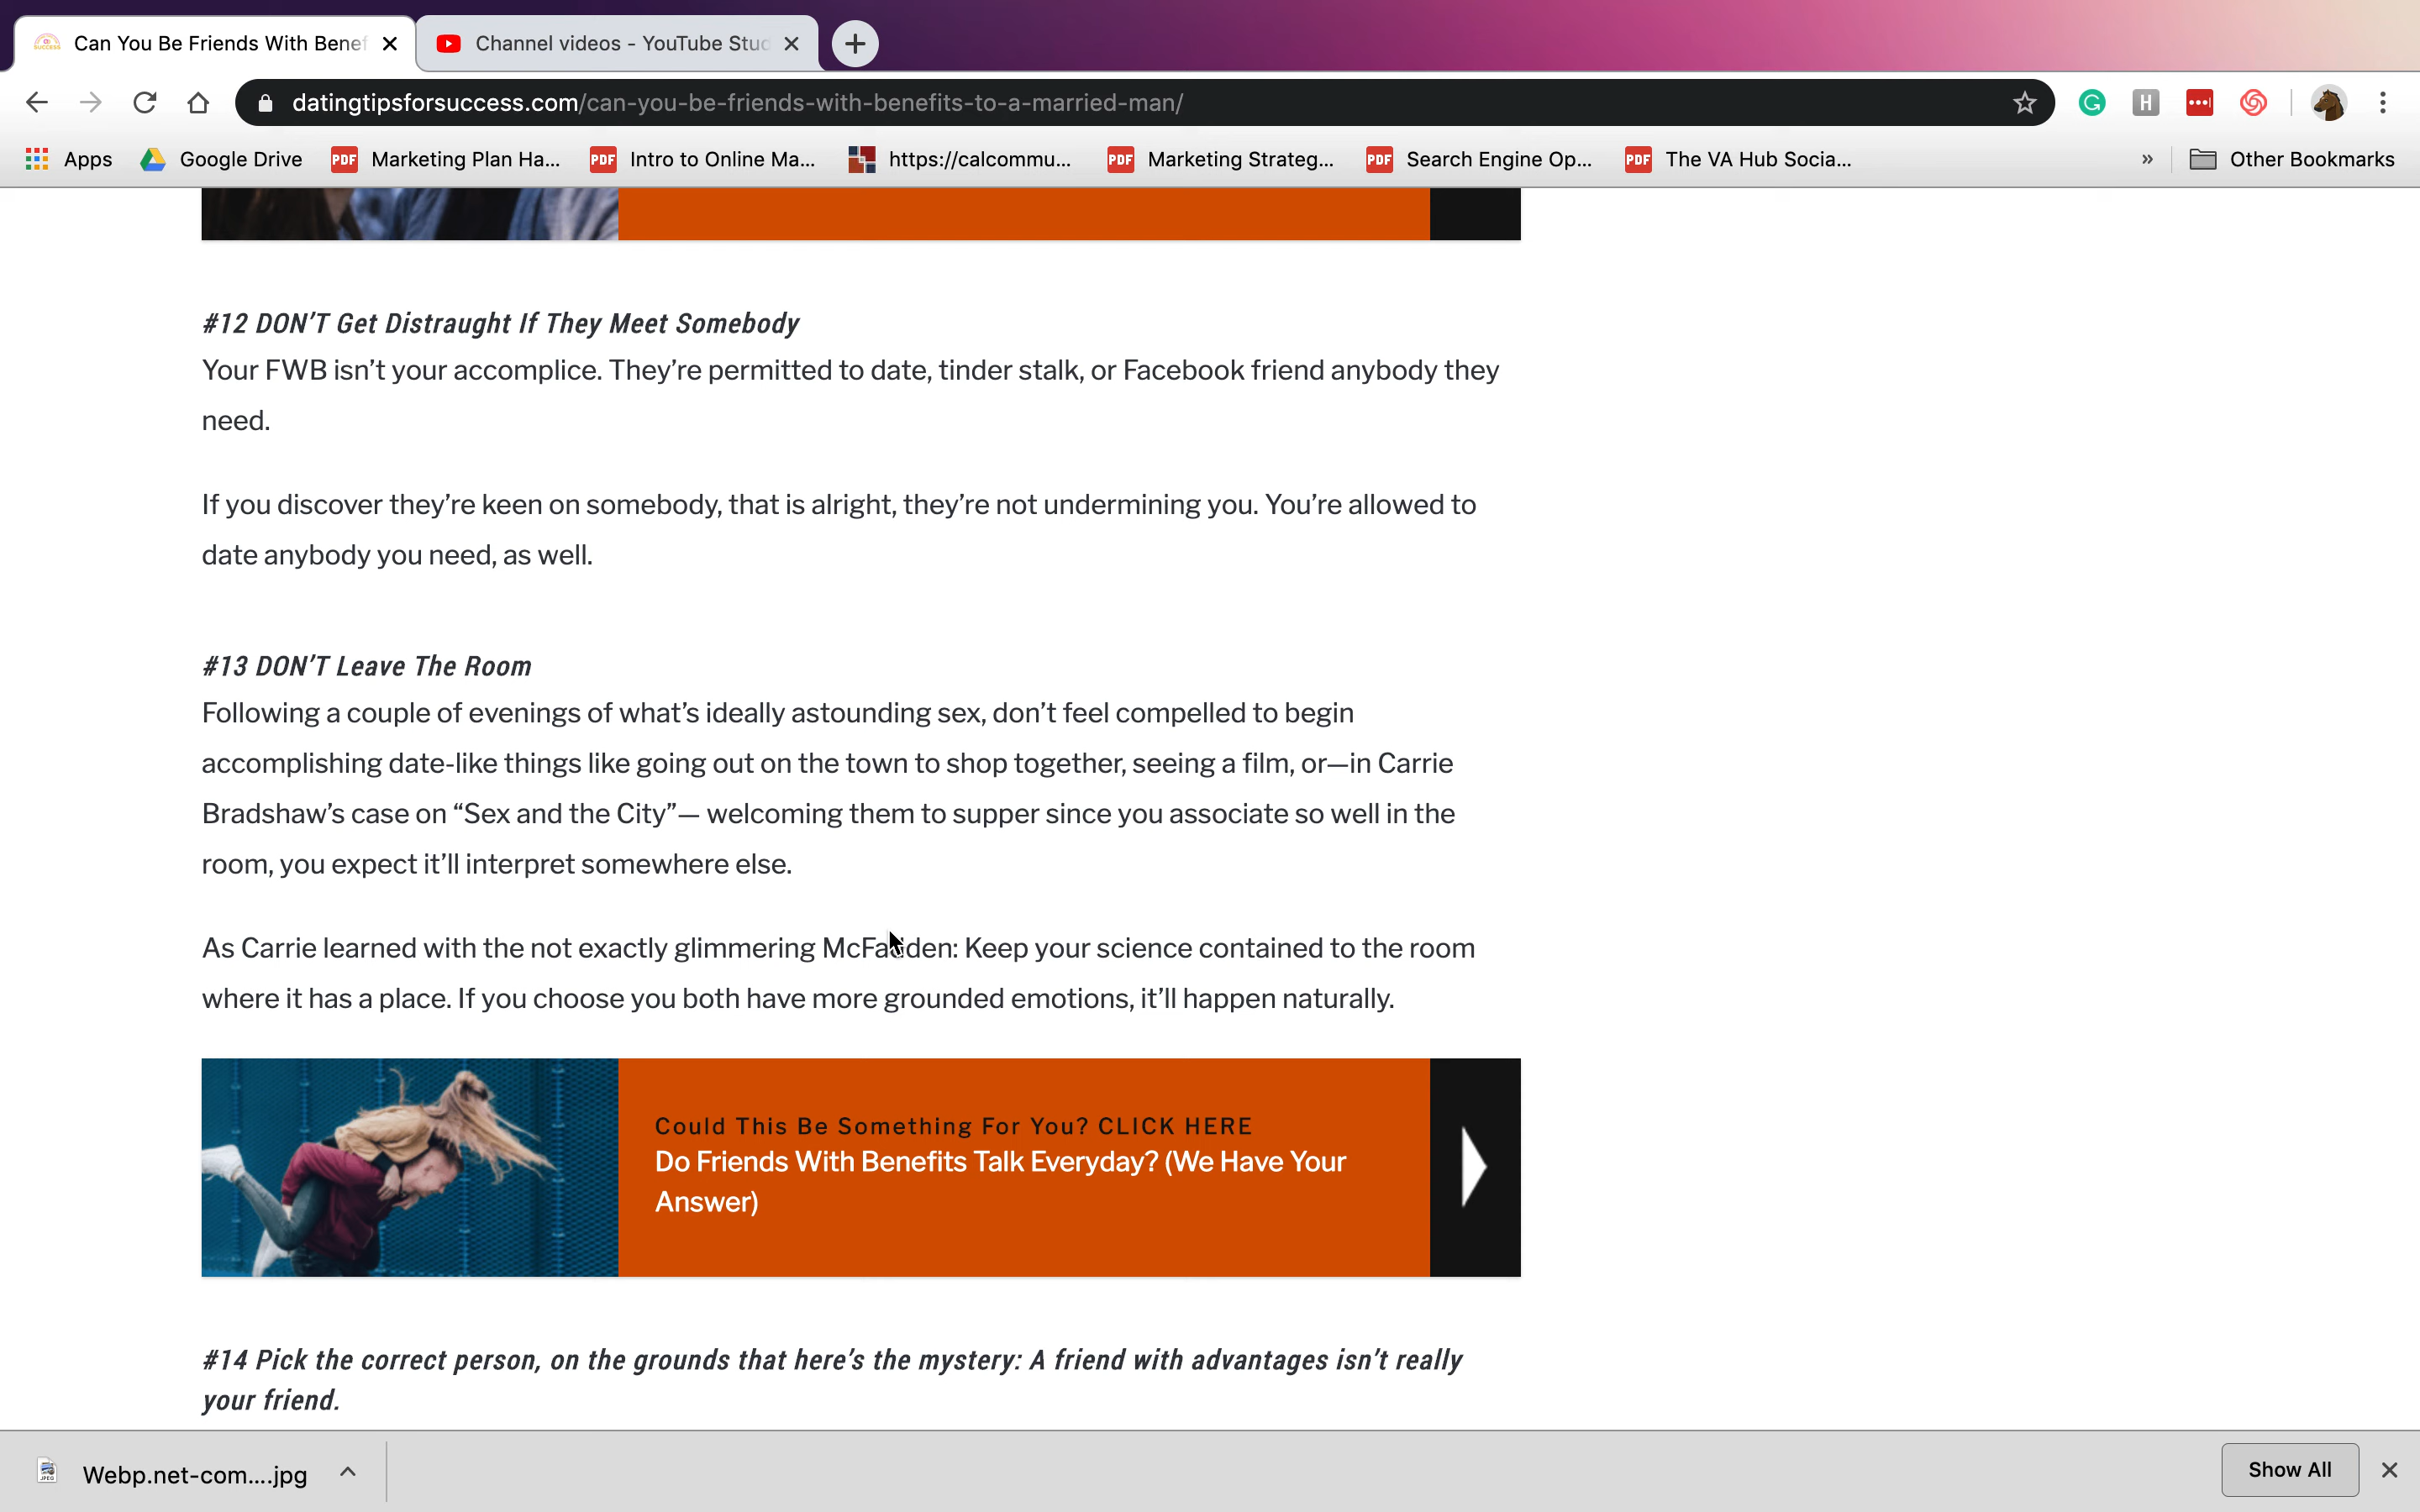 Can You Be Friends With Benef
Channel videos - YouTube Stud
datingtipsforsuccess.com/can-you-be-friends-with-benefits-to-a-married-man/
Apps
Google Drive
PDF Marketing Plan Ha...
PDF Intro to Online Ma...
https://calcommu...
PDF Marketing Strateg...
PDF Search Engine Op...
PDF The VA Hub Socia...
»
Other Bookmarks
#12 DON’T Get Distraught If They Meet Somebody
Your FWB isn’t your accomplice. They’re permitted to date, tinder stalk, or Facebook friend anybody they
need.
If you discover they’re keen on somebody, that is alright, they’re not undermining you. You’re allowed to
date anybody you need, as well.
#13 DON’T Leave The Room
Following a couple of evenings of what’s ideally astounding sex, don’t feel compelled to begin
accomplishing date-like things like going out on the town to shop together, seeing a film, or—in Carrie
Bradshaw’s case on “Sex and the City”— welcoming them to supper since you associate so well in the
room, you expect it’ll interpret somewhere else.
As Carrie learned with the not exactly glimmering McFadden: Keep your science contained to the room
where it has a place. If you choose you both have more grounded emotions, it’ll happen naturally.
Could This Be Something For You? CLICK HERE
Do Friends With Benefits Talk Everyday? (We Have Your
Answer)
#14 Pick the correct person, on the grounds that here’s the mystery: A friend with advantages isn’t really
your friend.
Webp.net-com....jpg
Show All